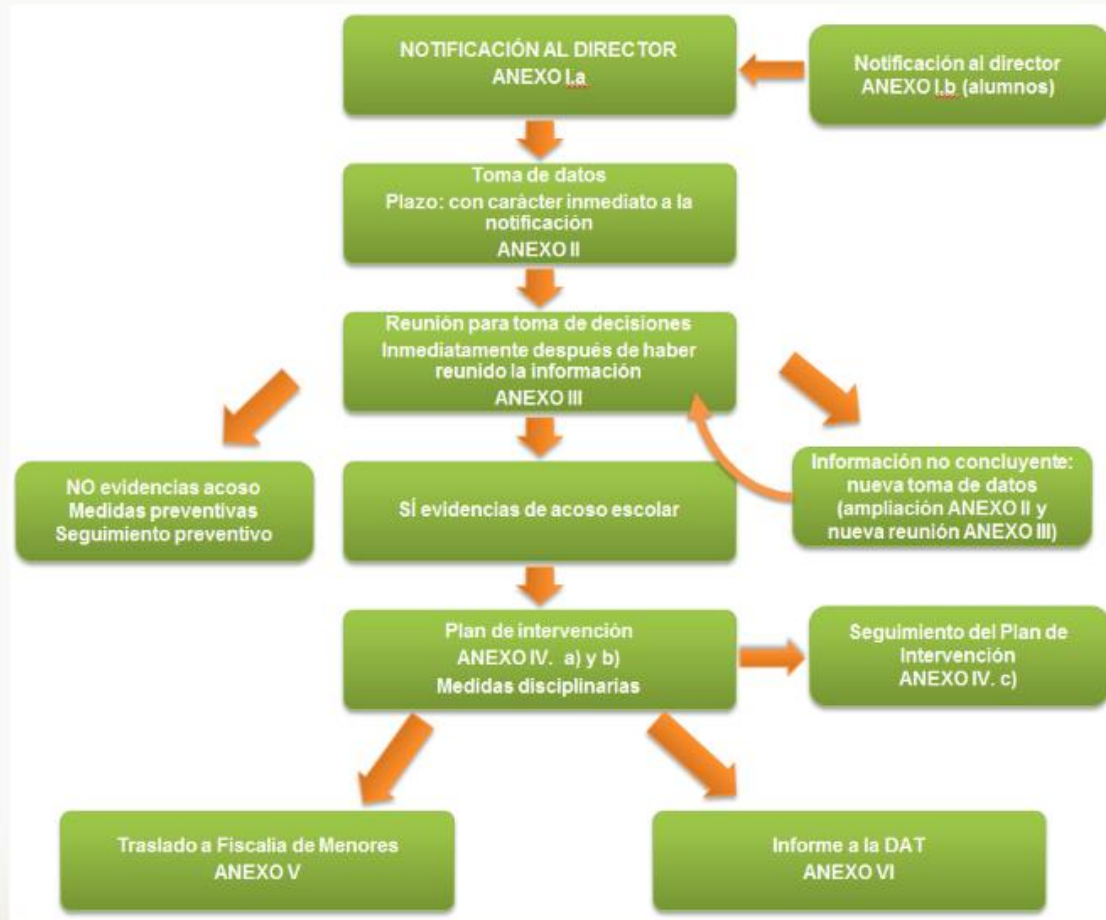 NOTIFICACIÓN AL DIRECTOR
ANEXO I.a
Notificación al director
ANEXO I.b (alumnos)
Toma de datos
Plazo: con carácter inmediato a la
notificación
ANEXO II
Reunión para toma de decisiones
Inmediatamente después de haber
reunido la información
ANEXO III
NO evidencias acoso
Medidas preventivas
Seguimiento preventivo
SÍ evidencias de acoso escolar
Información no concluyente:
nueva toma de datos
(ampliación ANEXO II y
nueva reunión ANEXO III)
Plan de intervención
ANEXO IV. a) y b)
Medidas disciplinarias
Seguimiento del Plan de
Intervención
ANEXO IV. c)
Traslado a Fiscalia de Menores
ANEXO V
Informe a la DAT
ANEXO VI